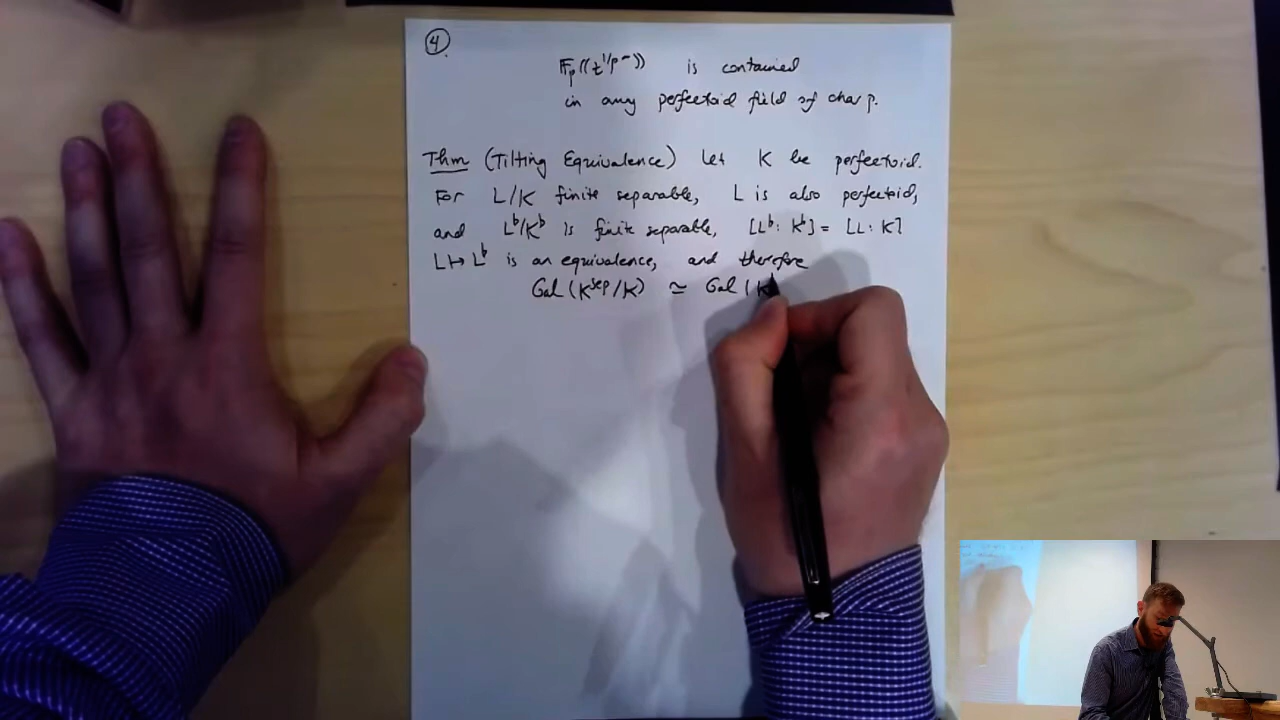 ④
𝔽_p((t^{1/p^∞})) is contained
in any perfectoid field of char p.
Thm (Tilting Equivalence) Let K be perfectoid.
For L/K finite separable, L is also perfectoid,
and L^♭/K^♭ is finite separable, [L^♭ : K^♭] = [L : K]
L ↦ L^♭ is an equivalence, and therefore
Gal (K^{sep}/K) ≃ Gal (K